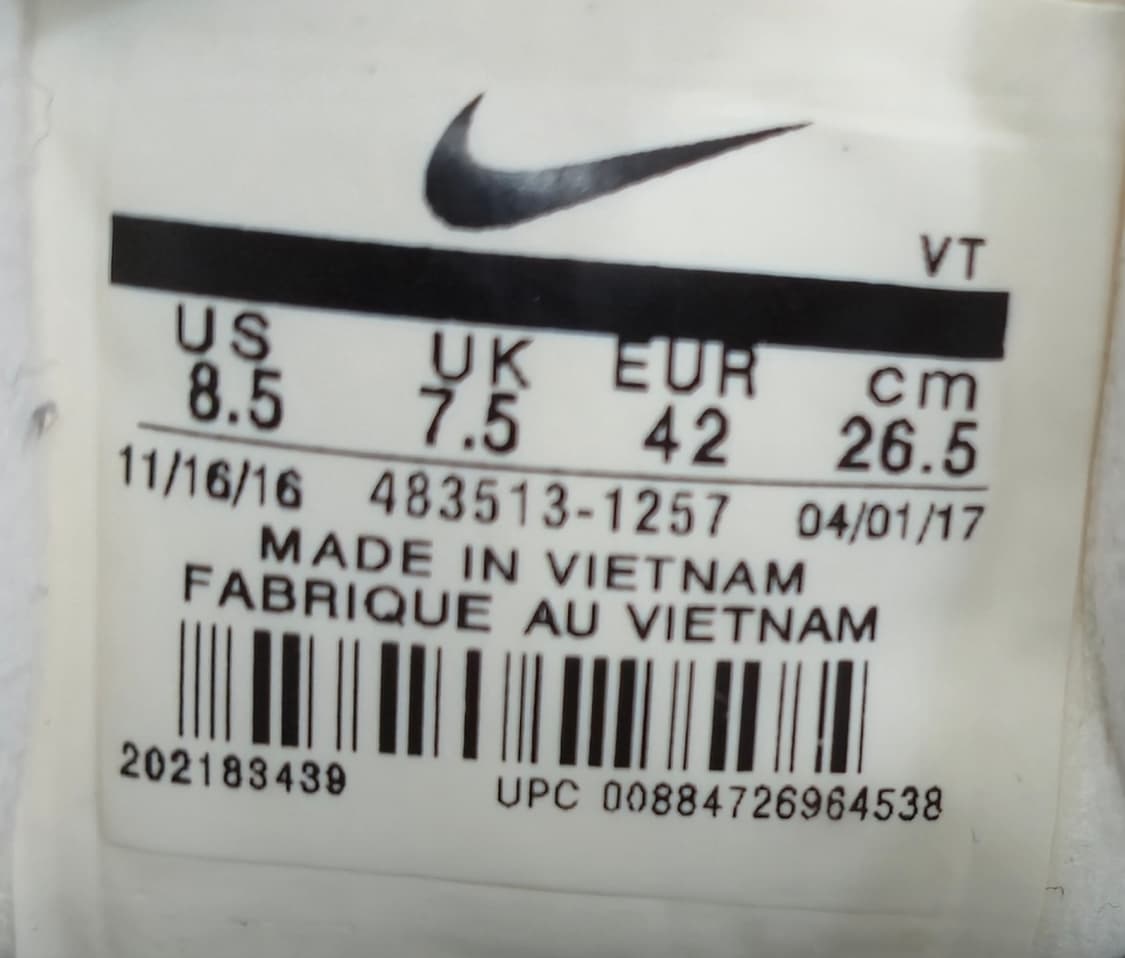 VT
US UK EUR cm
8.5 7.5 42 26.5
11/16/16 483513-1257 04/01/17
MADE IN VIETNAM
FABRIQUE AU VIETNAM
202183439 UPC 00884726964538